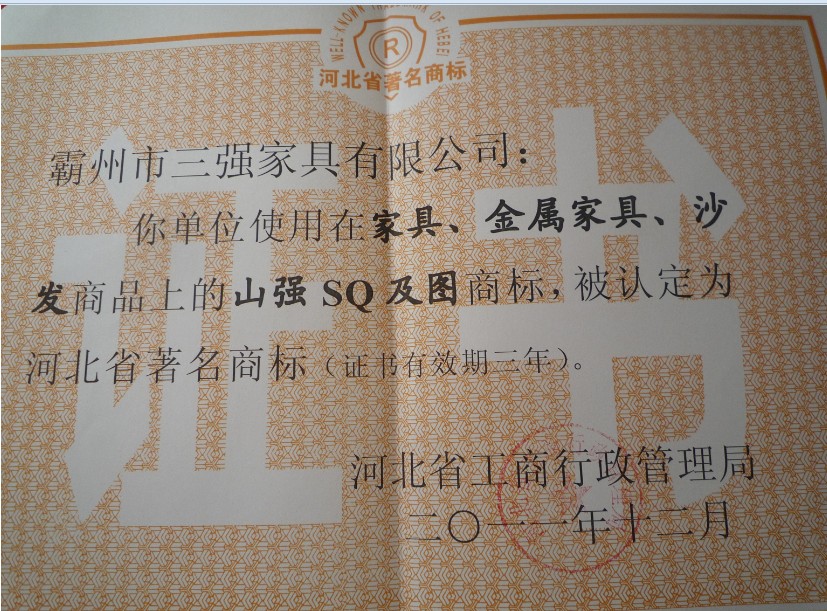 WELL-KNOWN TRADEMARK OF HEBEI
R
河北省著名商标
证书
霸州市三强家具有限公司：
你单位使用在家具、金属家具、沙
发商品上的山强 SQ 及图商标，被认定为
河北省著名商标（证书有效期三年）。
河北省工商行政管理局
二〇一一年十二月